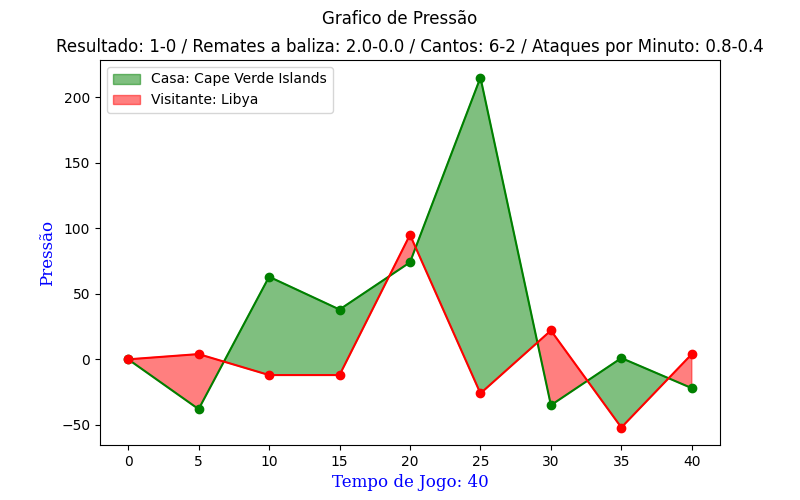 Grafico de Pressão
Resultado: 1-0 / Remates a baliza: 2.0-0.0 / Cantos: 6-2 / Ataques por Minuto: 0.8-0.4
Casa: Cape Verde Islands
Visitante: Libya
200
150
100
50
0
−50
Pressão
0 5 10 15 20 25 30 35 40
Tempo de Jogo: 40